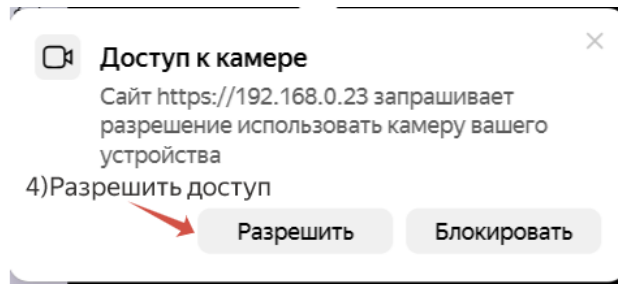 Доступ к камере
Сайт https://192.168.0.23 запрашивает
разрешение использовать камеру вашего
устройства
4)Разрешить доступ
Разрешить Блокировать